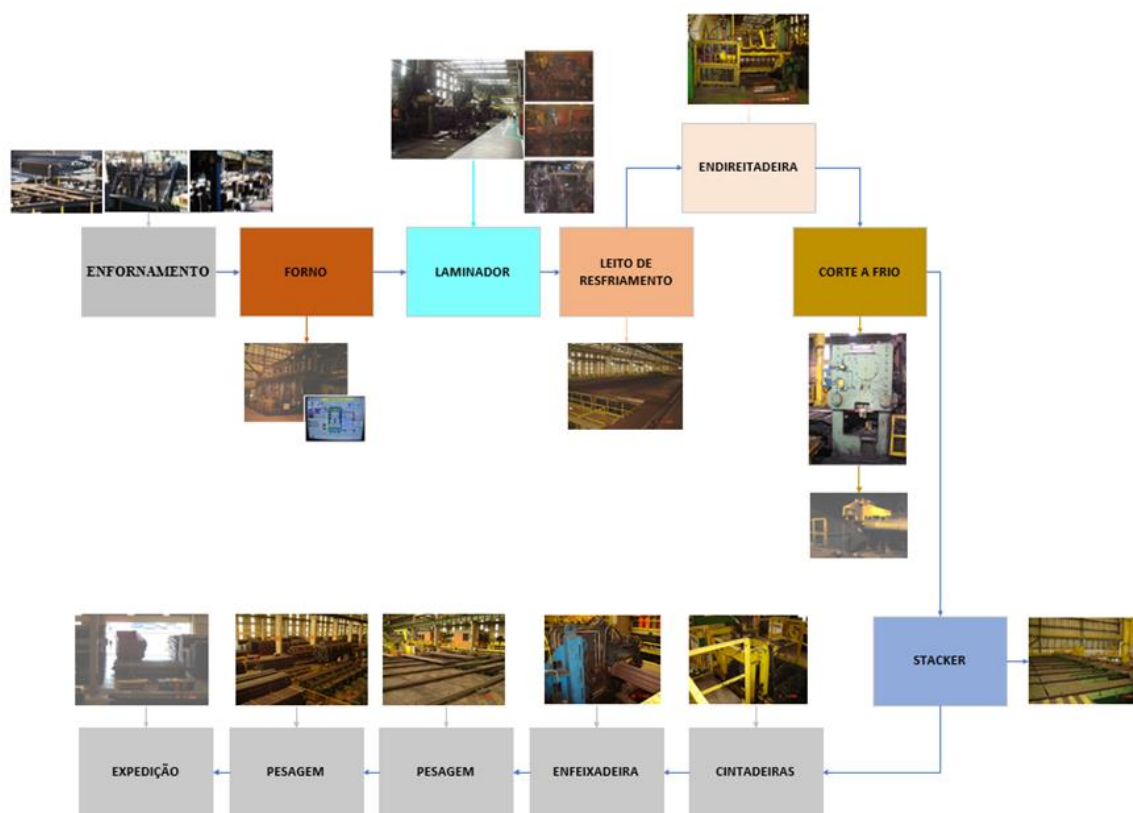 ENFORNAMENTO
FORNO
LAMINADOR
LEITO DE
RESFRIAMENTO
ENDIREITADEIRA
CORTE A FRIO
STACKER
CINTADEIRAS
ENFEIXADEIRA
PESAGEM
PESAGEM
EXPEDIÇÃO